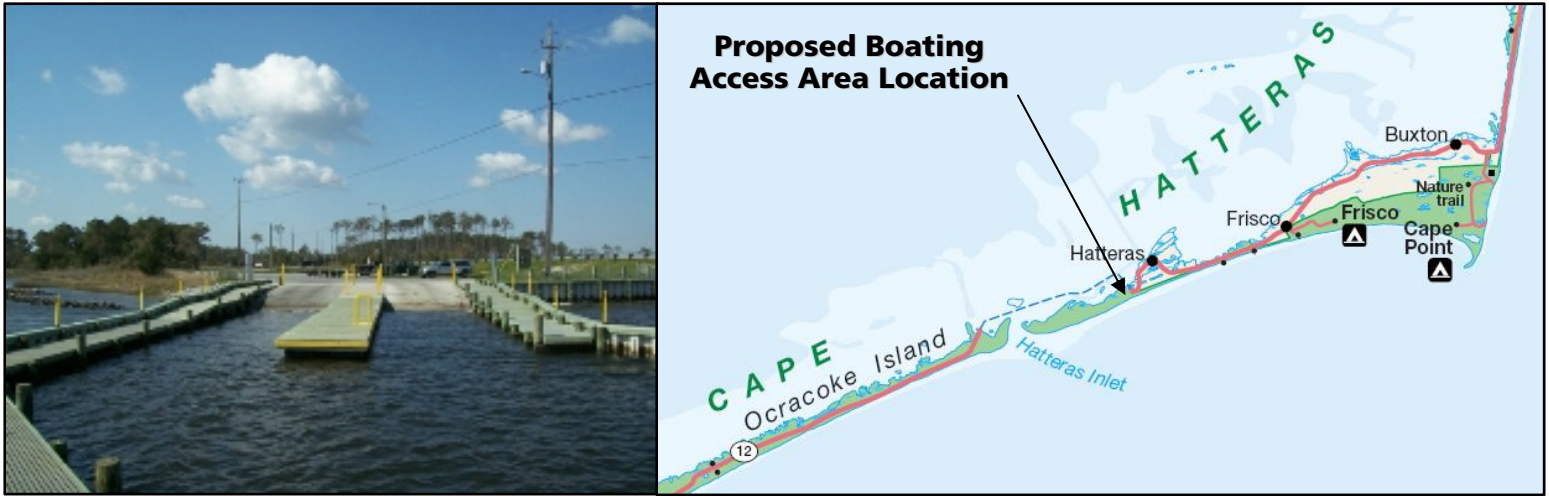 Proposed Boating
Access Area Location
HATTERAS
Buxton
Nature
trail
Frisco
Frisco
Cape
Point
Hatteras
CAPE
Ocracoke Island
Hatteras Inlet
12